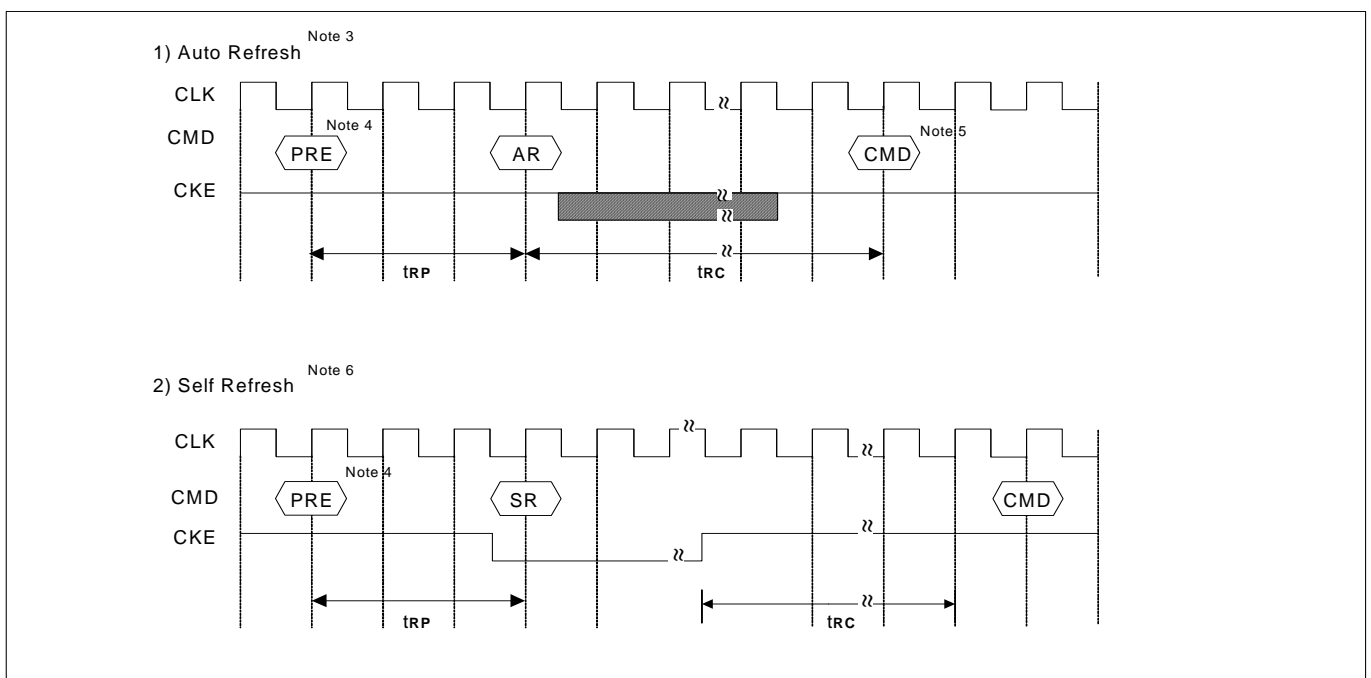 1) Auto Refresh Note 3
CLK
CMD
PRE Note 4
AR
CMD Note 5
CKE
tRP
tRC
2) Self Refresh Note 6
CLK
CMD
PRE Note 4
SR
CMD
CKE
tRP
tRC